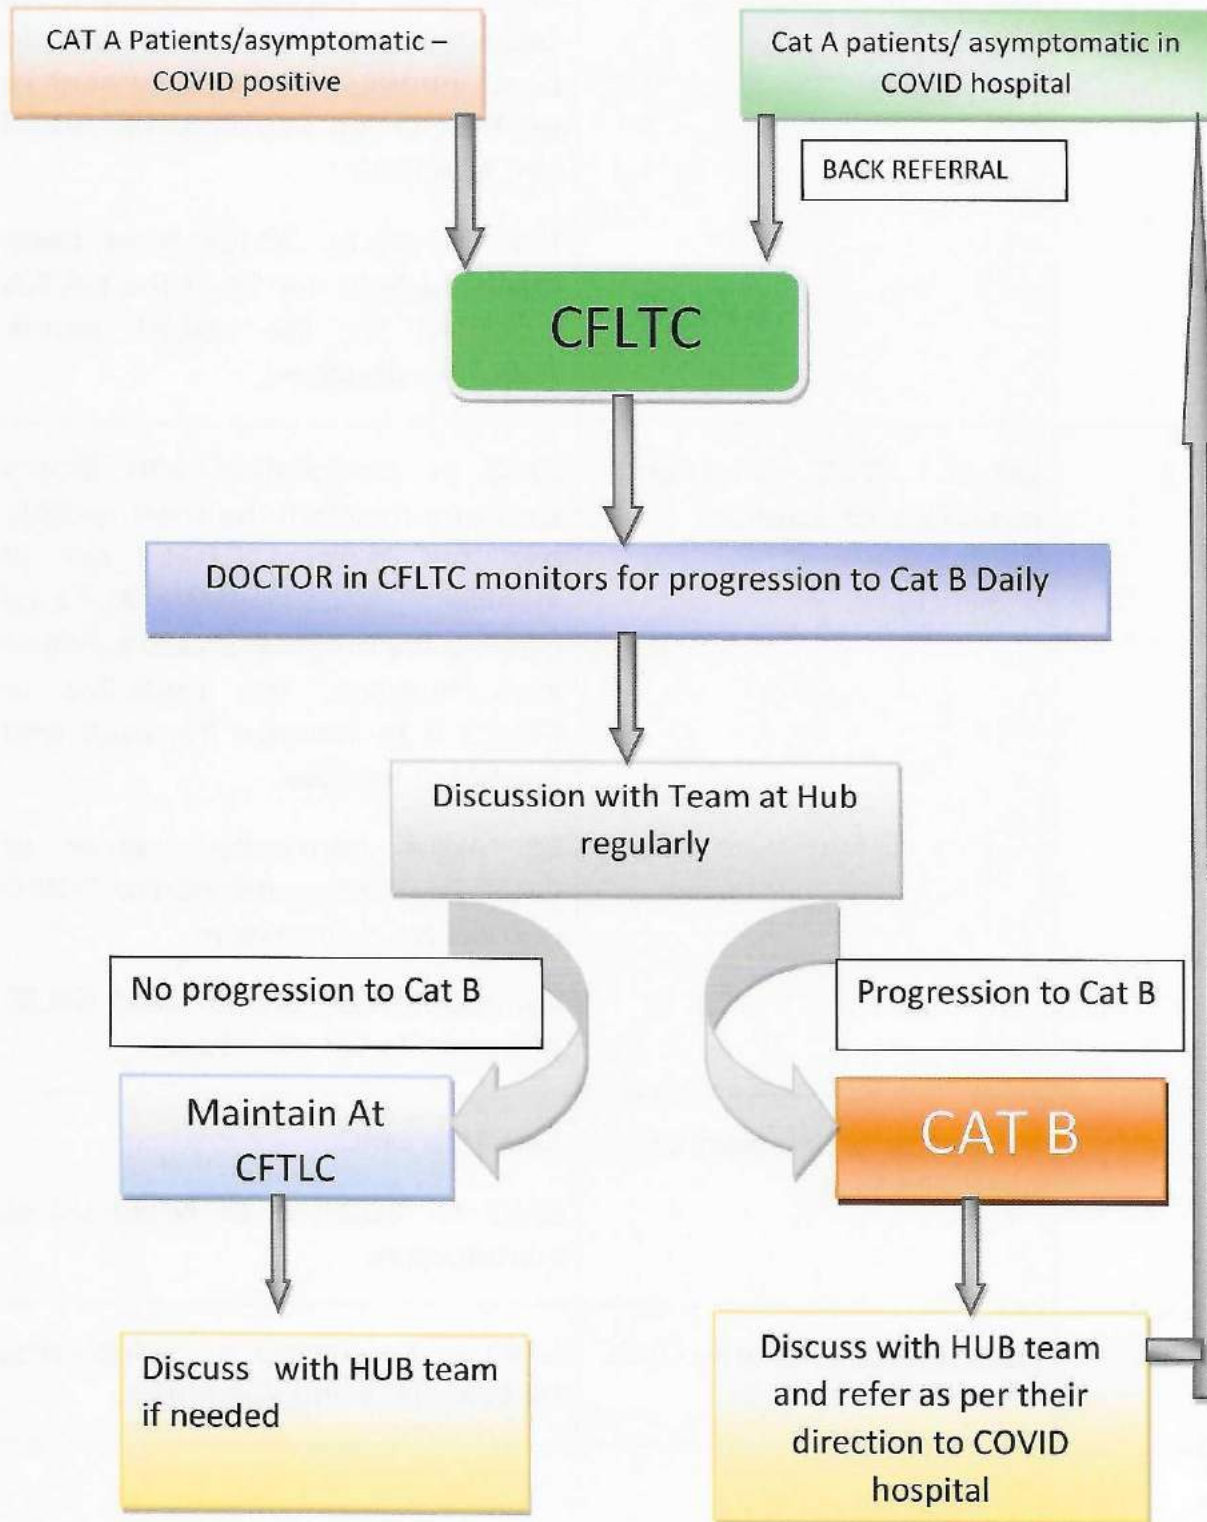 CAT A Patients/asymptomatic –
COVID positive
Cat A patients/ asymptomatic in
COVID hospital
BACK REFERRAL
CFLTC
DOCTOR in CFLTC monitors for progression to Cat B Daily
Discussion with Team at Hub
regularly
No progression to Cat B
Progression to Cat B
Maintain At
CFTLC
CAT B
Discuss with HUB team
if needed
Discuss with HUB team
and refer as per their
direction to COVID
hospital